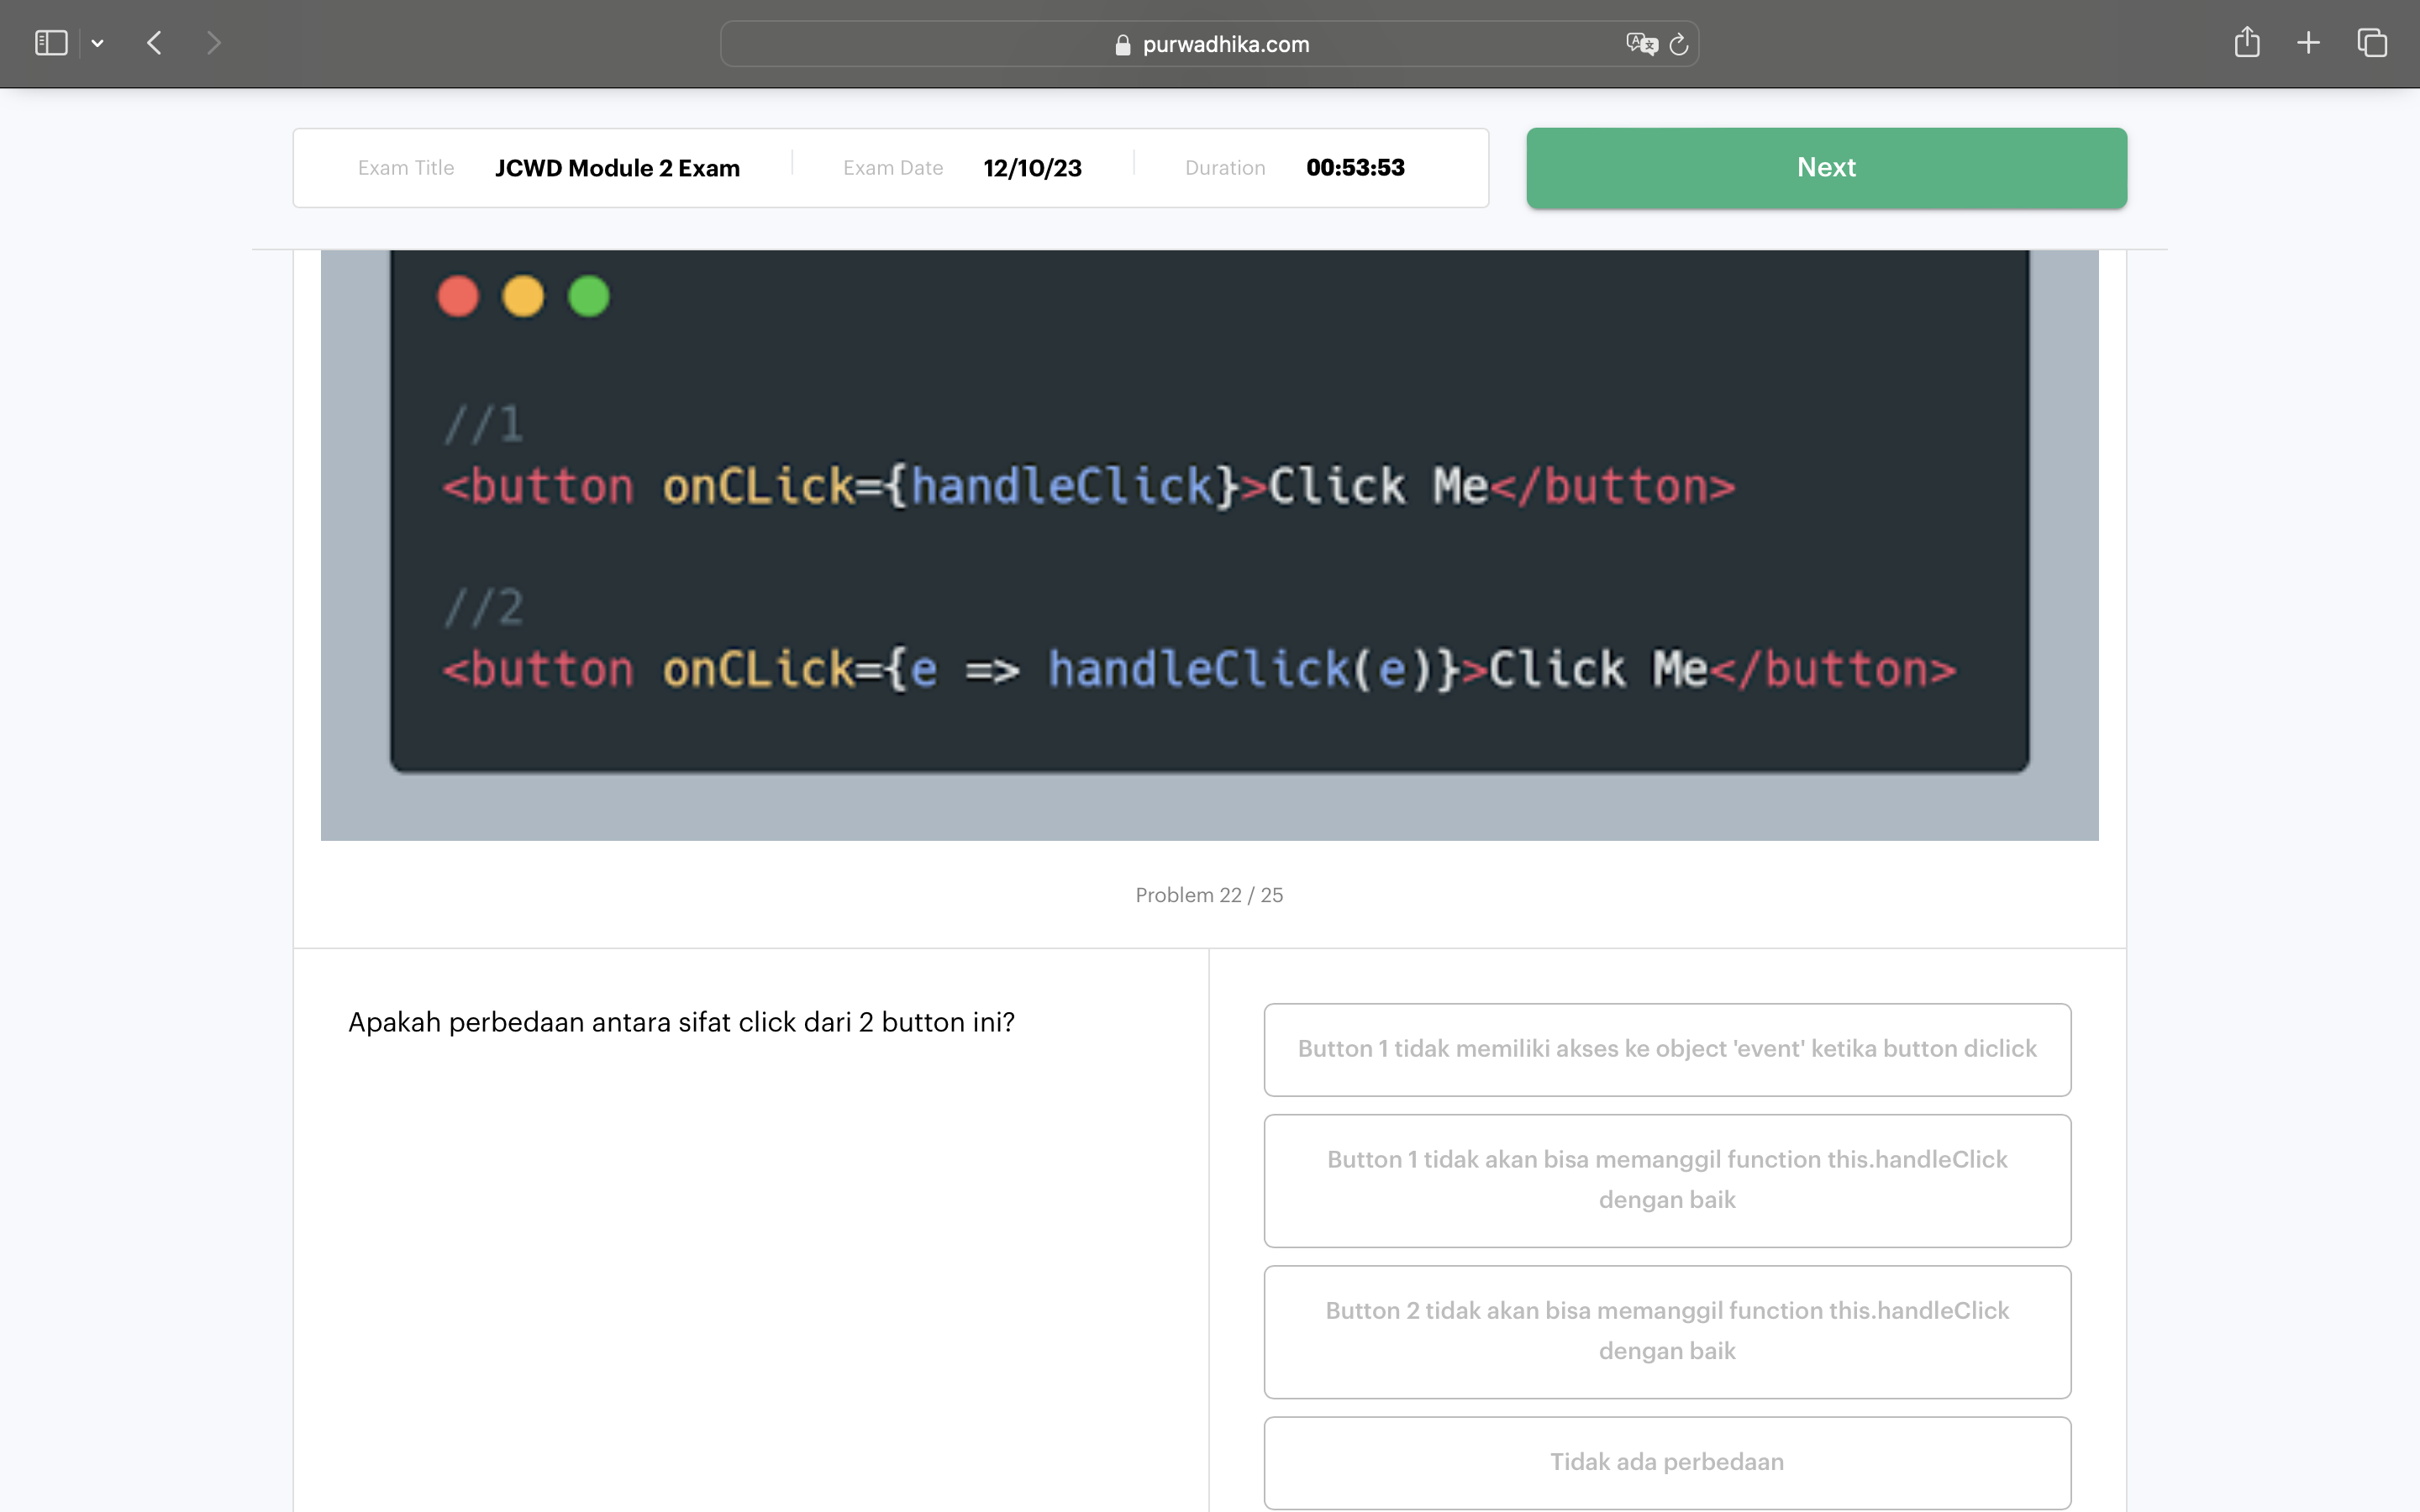 purwadhika.com
Exam Title JCWD Module 2 Exam Exam Date 12/10/23 Duration 00:53:53 Next
//1
<button onCLick={handleClick}>Click Me</button>
//2
<button onCLick={e => handleClick(e)}>Click Me</button>
Problem 22 / 25
Apakah perbedaan antara sifat click dari 2 button ini?
Button 1 tidak memiliki akses ke object 'event' ketika button diclick
Button 1 tidak akan bisa memanggil function this.handleClick
dengan baik
Button 2 tidak akan bisa memanggil function this.handleClick
dengan baik
Tidak ada perbedaan